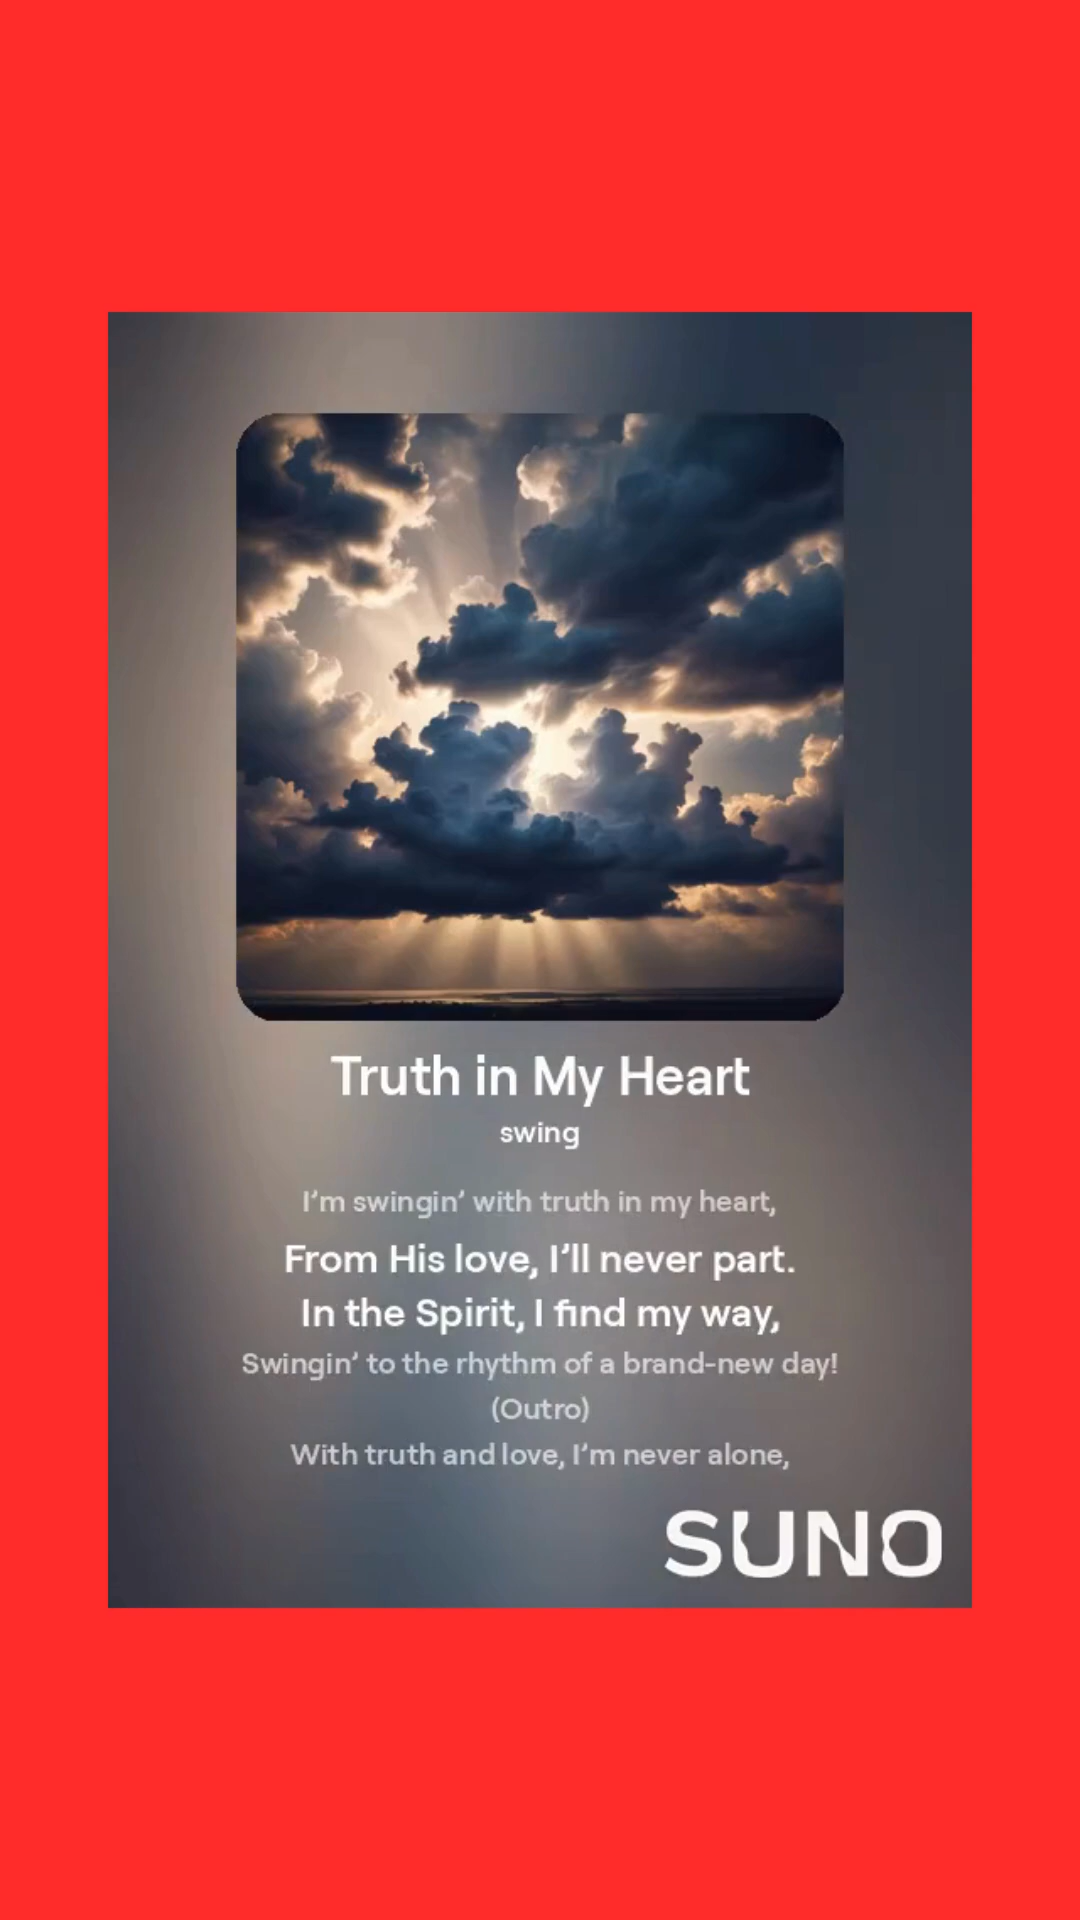 Truth in My Heart
swing
I’m swingin’ with truth in my heart,
From His love, I’ll never part.
In the Spirit, I find my way,
Swingin’ to the rhythm of a brand-new day!
(Outro)
With truth and love, I’m never alone,
SUNO